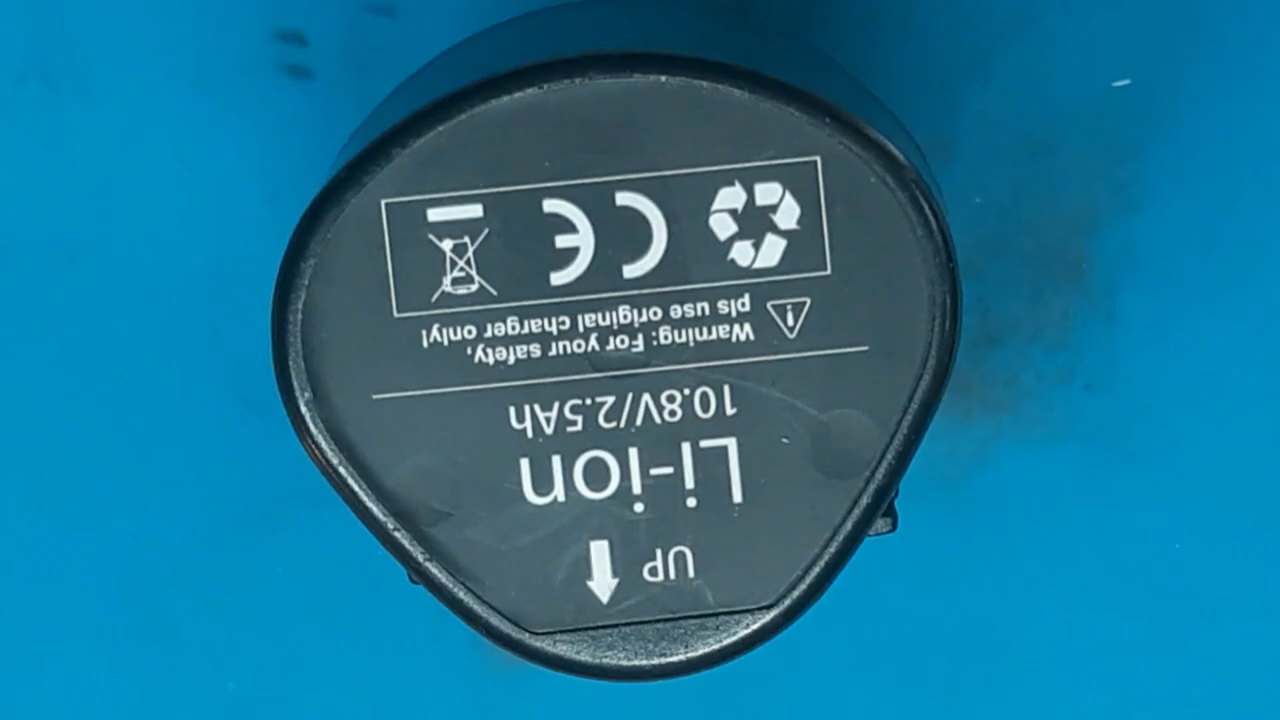 UP
Li-ion
10.8V/2.5Ah
Warning: For your safety,
pls use original charger only!
CE